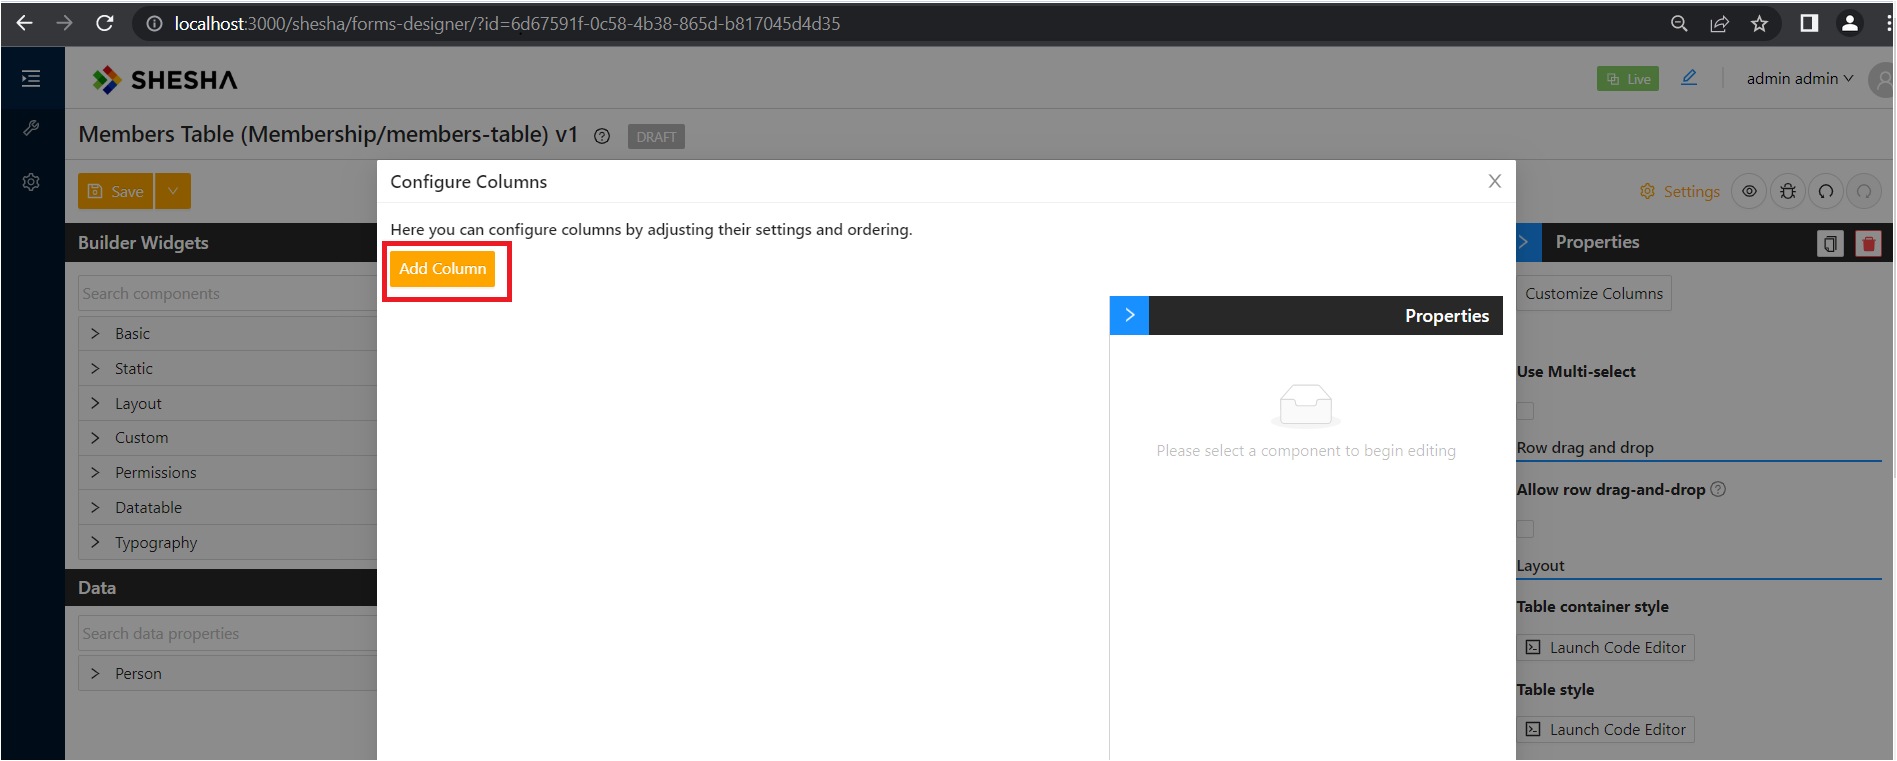 localhost:3000/shesha/forms-designer/?id=6d67591f-0c58-4b38-865d-b817045d4d35
SHESHA
Live
admin admin
Members Table (Membership/members-table) v1
DRAFT
Save
Settings
Configure Columns
Here you can configure columns by adjusting their settings and ordering.
Add Column
Properties
Please select a component to begin editing
Builder Widgets
Search components
Basic
Static
Layout
Custom
Permissions
Datatable
Typography
Data
Search data properties
Person
Properties
Customize Columns
Use Multi-select
Row drag and drop
Allow row drag-and-drop
Layout
Table container style
Launch Code Editor
Table style
Launch Code Editor